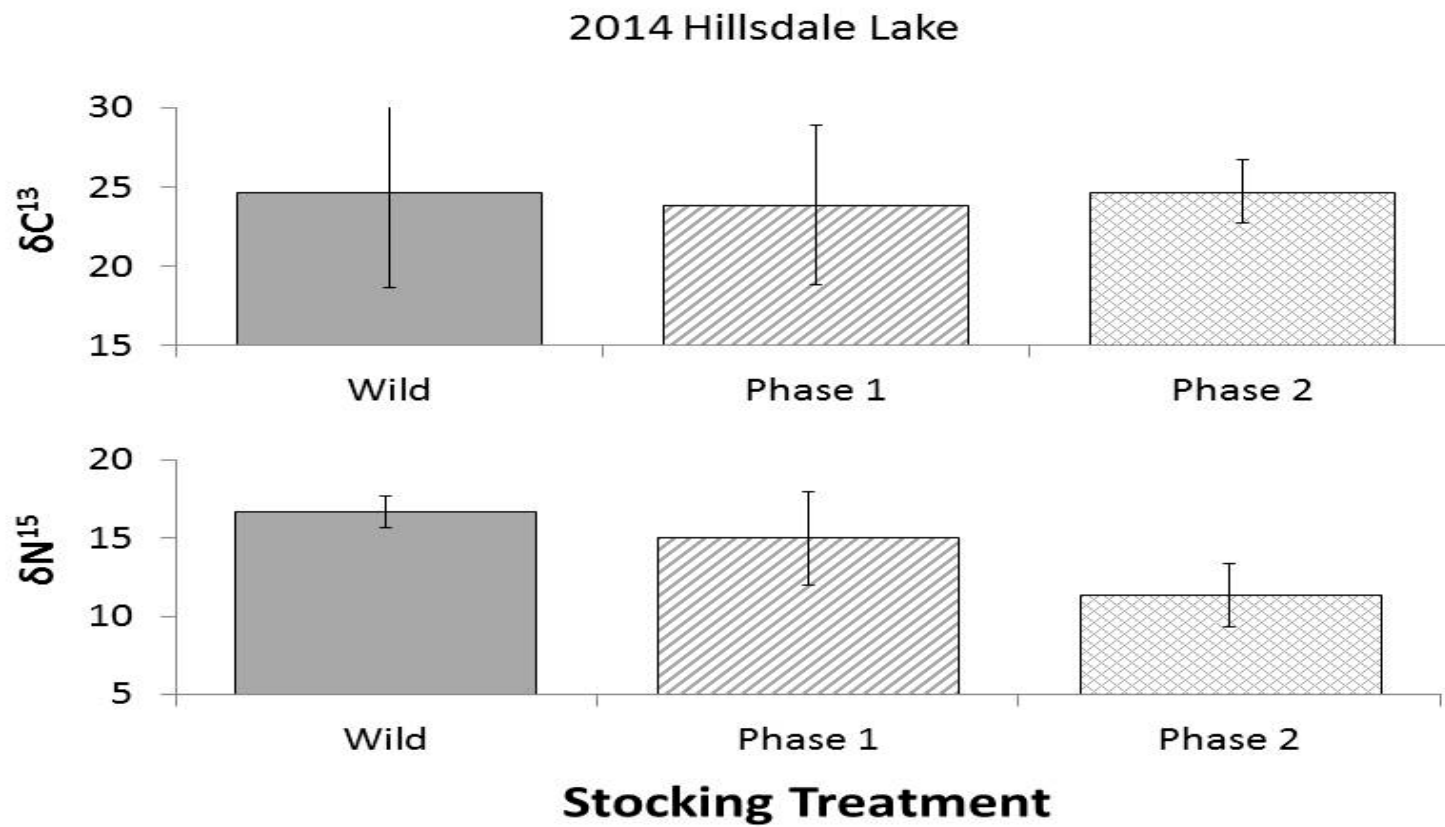 2014 Hillsdale Lake
30
25
20
15
δC¹³
Wild Phase 1 Phase 2
20
15
10
5
δN¹⁵
Wild Phase 1 Phase 2
Stocking Treatment